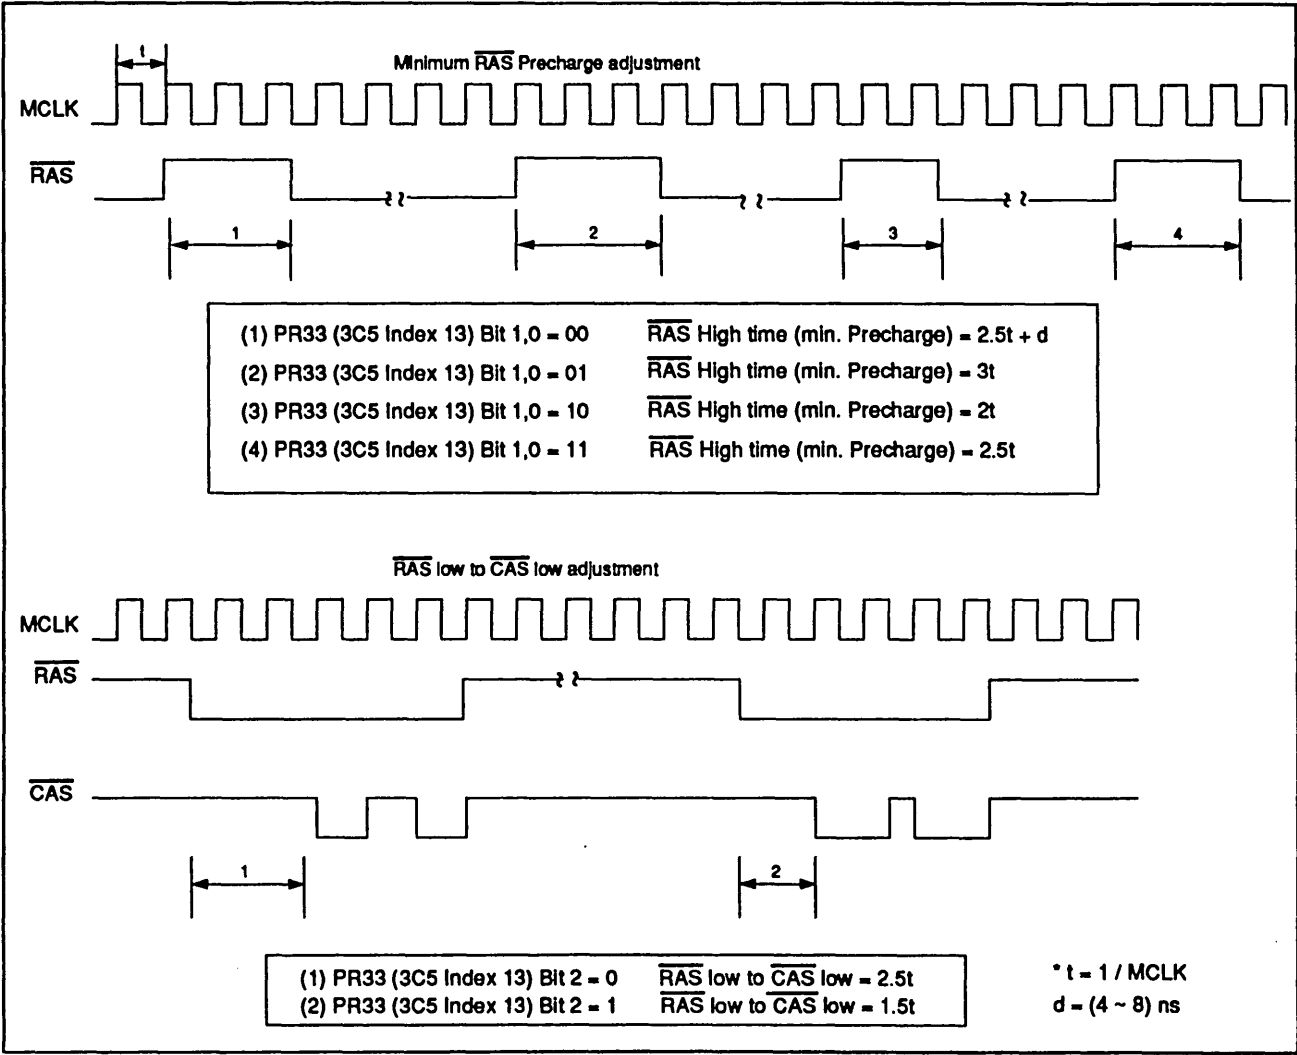 t
Minimum RAS Precharge adjustment
MCLK
RAS
1 2 3 4
(1) PR33 (3C5 Index 13) Bit 1,0 = 00 RAS High time (min. Precharge) = 2.5t + d
(2) PR33 (3C5 Index 13) Bit 1,0 = 01 RAS High time (min. Precharge) = 3t
(3) PR33 (3C5 Index 13) Bit 1,0 = 10 RAS High time (min. Precharge) = 2t
(4) PR33 (3C5 Index 13) Bit 1,0 = 11 RAS High time (min. Precharge) = 2.5t
RAS low to CAS low adjustment
MCLK
RAS
CAS
1 2
(1) PR33 (3C5 Index 13) Bit 2 = 0 RAS low to CAS low = 2.5t
(2) PR33 (3C5 Index 13) Bit 2 = 1 RAS low to CAS low = 1.5t
* t = 1 / MCLK
d = (4 ~ 8) ns